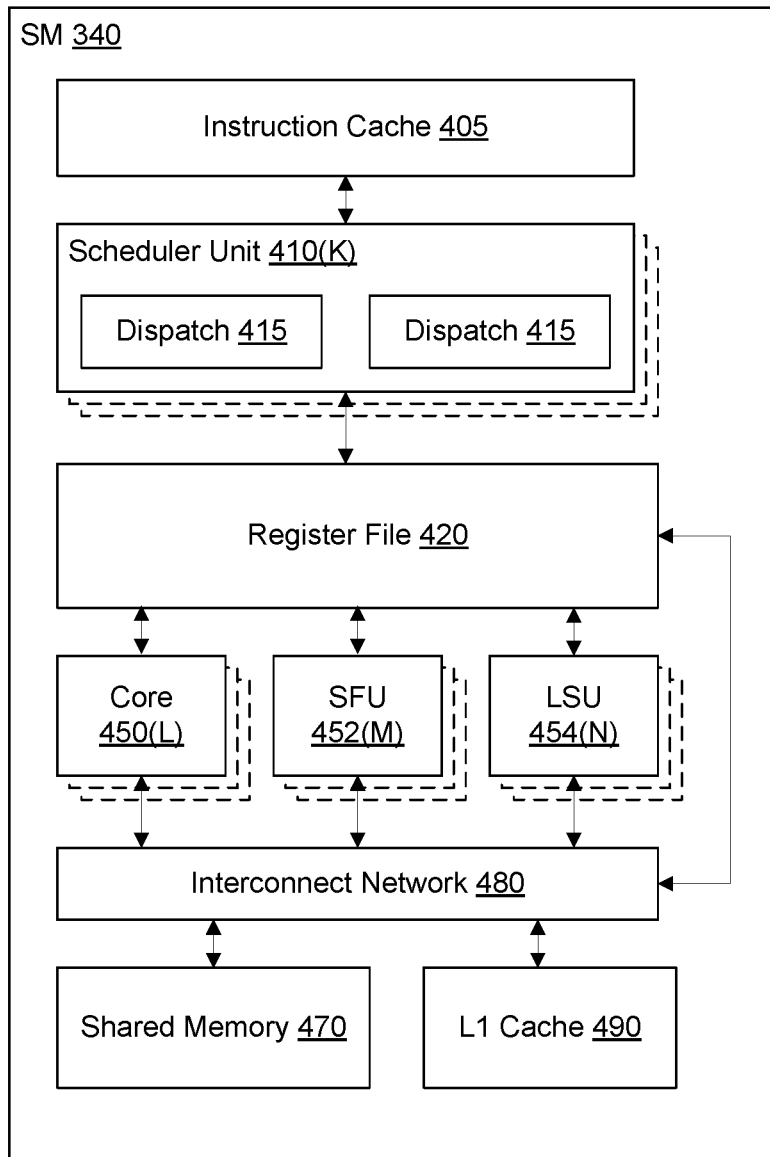 SM 340
Instruction Cache 405
Scheduler Unit 410(K)
Dispatch 415
Dispatch 415
Register File 420
Core
450(L)
SFU
452(M)
LSU
454(N)
Interconnect Network 480
Shared Memory 470
L1 Cache 490